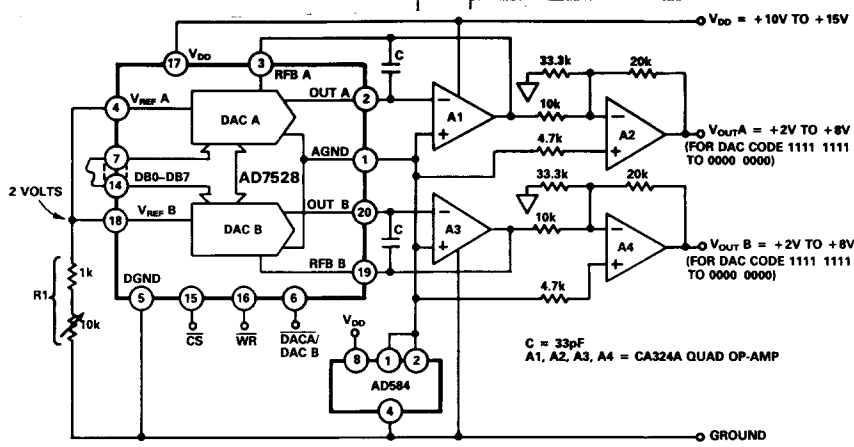 V_DD = +10V TO +15V
17
V_DD
3
RFB A
C
33.3k
20k
4
V_REF A
DAC A
OUT A
2
−
+
A1
10k
−
+
A2
4.7k
V_OUT A = +2V TO +8V
(FOR DAC CODE 1111 1111
TO 0000 0000)
7
14
DB0–DB7
AD7528
AGND
1
2 VOLTS
18
V_REF B
DAC B
OUT B
20
C
−
+
A3
33.3k
20k
10k
−
+
A4
V_OUT B = +2V TO +8V
(FOR DAC CODE 1111 1111
TO 0000 0000)
RFB B
19
4.7k
DGND
5
15
16
6
CS
WR
DACA/
DAC B
R1
1k
10k
V_DD
8
1
2
AD584
4
C = 33pF
A1, A2, A3, A4 = CA324A QUAD OP-AMP
GROUND